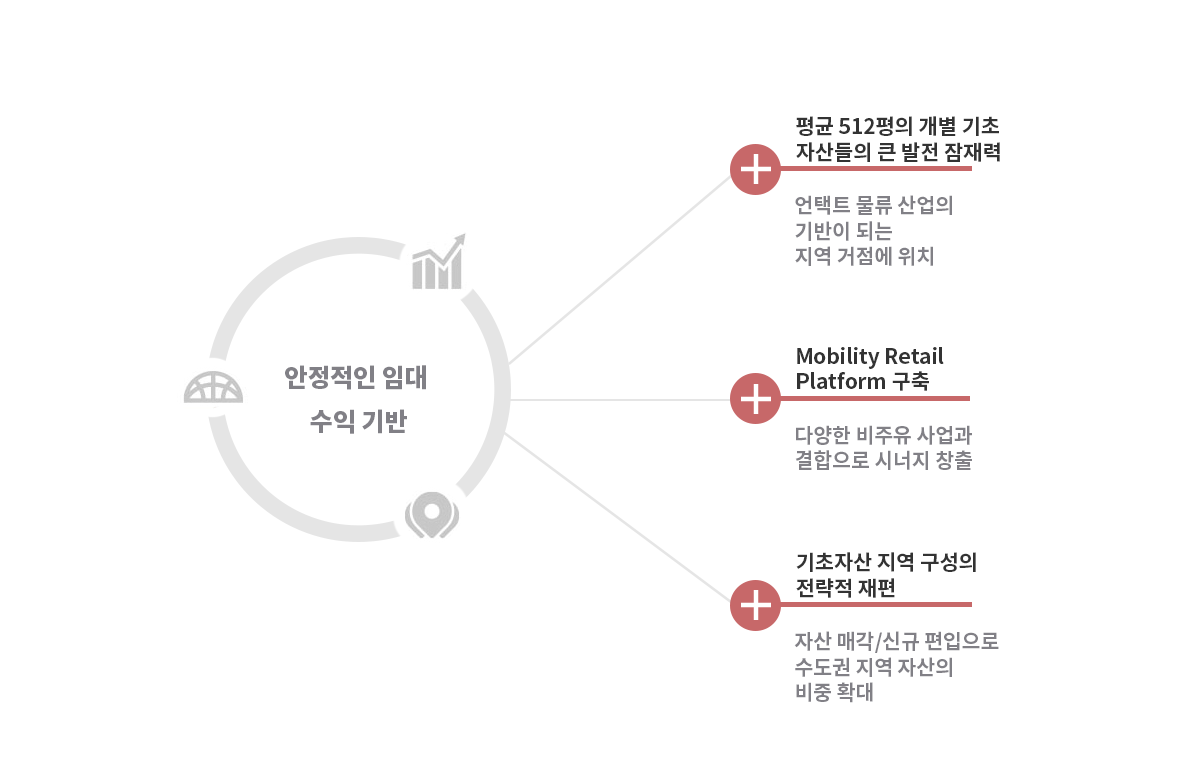 안정적인 임대
수익 기반
평균 512평의 개별 기초
자산들의 큰 발전 잠재력
언택트 물류 산업의
기반이 되는
지역 거점에 위치
Mobility Retail
Platform 구축
다양한 비주유 사업과
결합으로 시너지 창출
기초자산 지역 구성의
전략적 재편
자산 매각/신규 편입으로
수도권 지역 자산의
비중 확대